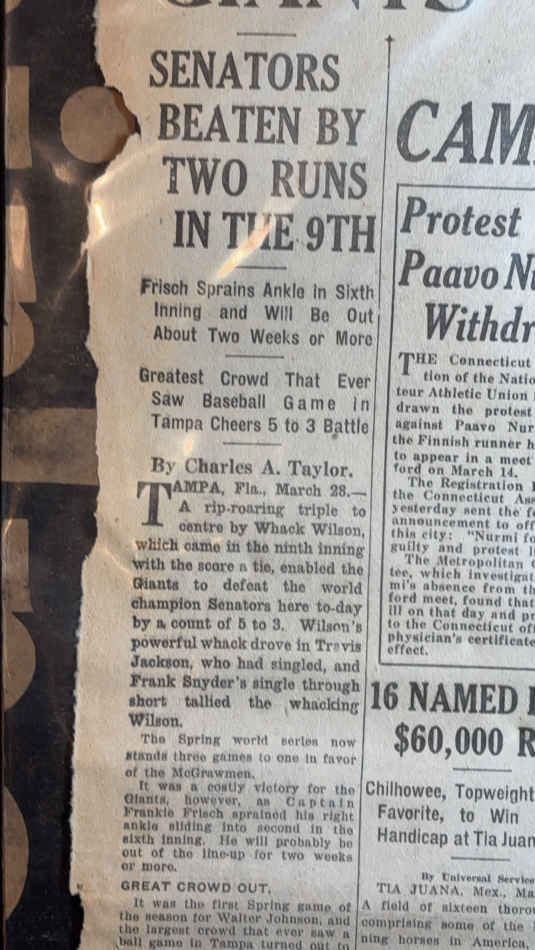 GIANTS
SENATORS
BEATEN BY
TWO RUNS
IN THE 9TH
Frisch Sprains Ankle in Sixth
Inning and Will Be Out
About Two Weeks or More
Greatest Crowd That Ever
Saw Baseball Game in
Tampa Cheers 5 to 3 Battle
By Charles A. Taylor.
TAMPA, Fla., March 28.—
A rip-roaring triple to
centre by Whack Wilson,
which came in the ninth inning
with the score a tie, enabled the
Giants to defeat the world
champion Senators here to-day
by a count of 5 to 3. Wilson's
powerful whack drove in Travis
Jackson, who had singled, and
Frank Snyder's single through
short tallied the whacking
Wilson.
The Spring world series now
stands three games to one in favor
of the McGrawmen.
It was a costly victory for the
Giants, however, as Captain
Frankie Frisch sprained his right
ankle sliding into second in the
sixth inning. He will probably be
out of the line-up for two weeks
or more.
GREAT CROWD OUT.
It was the first Spring game of
the season for Walter Johnson, and
the largest crowd that ever saw a
ball game in Tampa turned out
CAM
Protest
Paavo Nu
Withdr
THE Connecticut
tion of the Natio
teur Athletic Union
drawn the protest
against Paavo Nur
the Finnish runner h
to appear in a meet
ford on March 14.
The Registration
the Connecticut Ass
yesterday sent the f
announcement to off
this city: "Nurmi fo
guilty and protest
The Metropolitan
tee, which investigat
mi's absence from th
ford meet, found that
ill on that day and pr
to the Connecticut of
physician's certificate
effect.
16 NAMED
$60,000 R
Chilhowee, Topweight
Favorite, to Win
Handicap at Tia Juan
By Universal Service
TIA JUANA, Mex., Ma
A field of sixteen thoro
comprising some of the
ning horses in America,